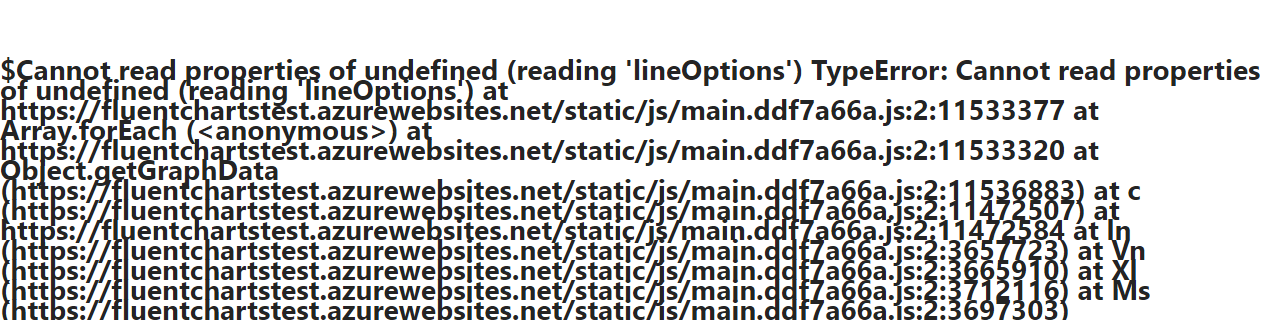 $Cannot read properties of undefined (reading 'lineOptions') TypeError: Cannot read properties
of undefined (reading 'lineOptions') at
https://fluentchartstest.azurewebsites.net/static/js/main.ddf7a66a.js:2:11533377 at
Array.forEach (<anonymous>) at
https://fluentchartstest.azurewebsites.net/static/js/main.ddf7a66a.js:2:11533320 at
Object.getGraphData
(https://fluentchartstest.azurewebsites.net/static/js/main.ddf7a66a.js:2:11536883) at c
(https://fluentchartstest.azurewebsites.net/static/js/main.ddf7a66a.js:2:11472507) at
https://fluentchartstest.azurewebsites.net/static/js/main.ddf7a66a.js:2:11472584 at In
(https://fluentchartstest.azurewebsites.net/static/js/main.ddf7a66a.js:2:3657723) at Vn
(https://fluentchartstest.azurewebsites.net/static/js/main.ddf7a66a.js:2:3665910) at Xl
(https://fluentchartstest.azurewebsites.net/static/js/main.ddf7a66a.js:2:3712116) at Ms
(https://fluentchartstest.azurewebsites.net/static/js/main.ddf7a66a.js:2:3697303)